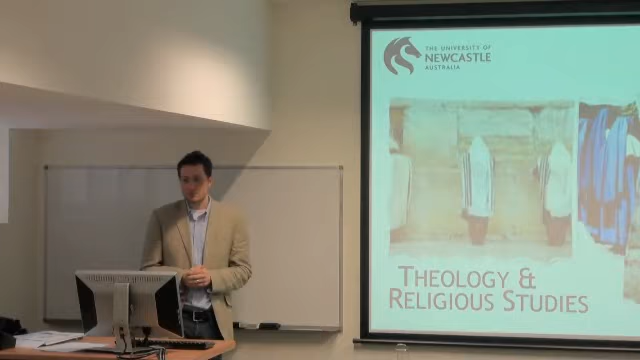 THE UNIVERSITY OF
NEWCASTLE
AUSTRALIA
THEOLOGY &
RELIGIOUS STUDIES